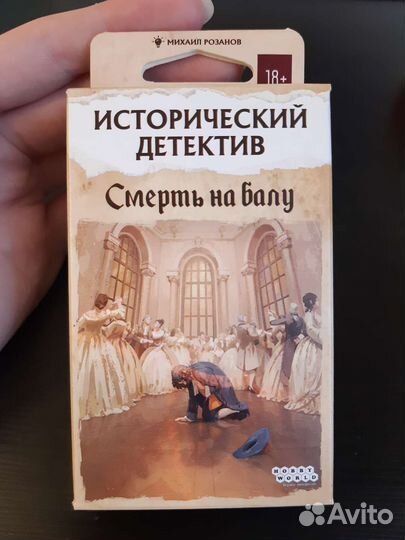 МИХАИЛ РОЗАНОВ
18+
ИСТОРИЧЕСКИЙ
ДЕТЕКТИВ
Смерть на балу
HOBBY
WORLD
Avito